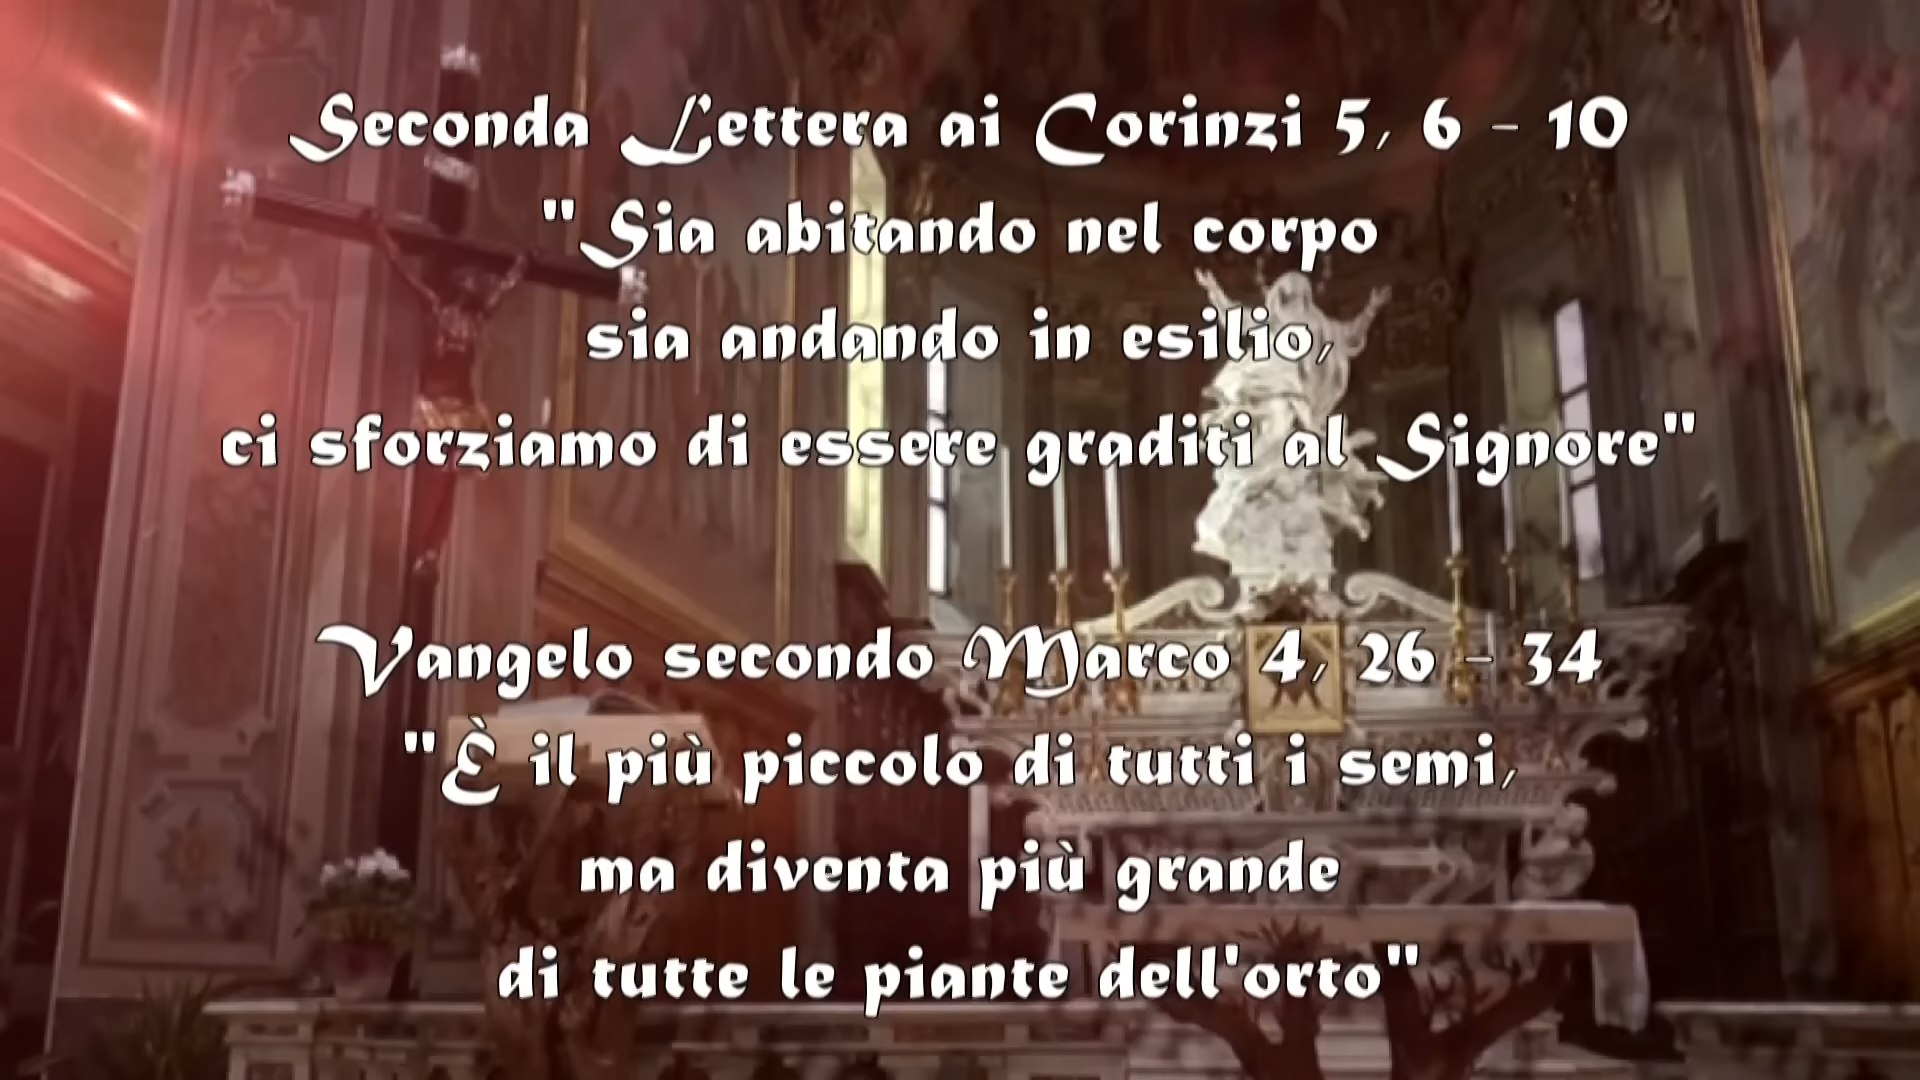 Seconda Lettera ai Corinzi 5, 6 - 10
"Sia abitando nel corpo
sia andando in esilio,
ci sforziamo di essere graditi al Signore"
Vangelo secondo Marco 4, 26 - 34
"È il più piccolo di tutti i semi,
ma diventa più grande
di tutte le piante dell'orto"